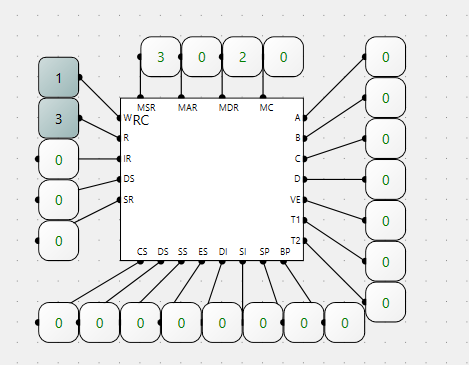 3 0 2 0
MSR MAR MDR MC
1 W RC A 0
3 R B 0
0 IR C 0
0 DS D 0
0 SR VE 0
T1 0
T2 0
CS DS SS ES DI SI SP BP
0 0 0 0 0 0 0 0